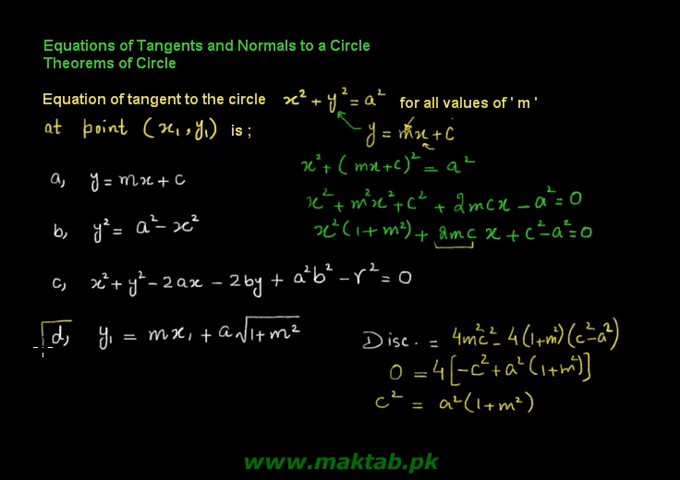 Equations of Tangents and Normals to a Circle
Theorems of Circle
Equation of tangent to the circle x² + y² = a² for all values of ' m '
at point (x₁, y₁) is ; y = mx + c
x² + (mx+c)² = a²
a, y = mx + c
x² + m²x² + c² + 2mcx - a² = 0
b, y² = a² - x²
x²(1+m²) + 2mc x + c² - a² = 0
c, x² + y² - 2ax - 2by + a²b² - r² = 0
d, y₁ = mx₁ + a√1+m²
Disc. = 4m²c² - 4(1+m²)(c²-a²)
0 = 4[-c² + a²(1+m²)]
c² = a²(1+m²)
www.maktab.pk